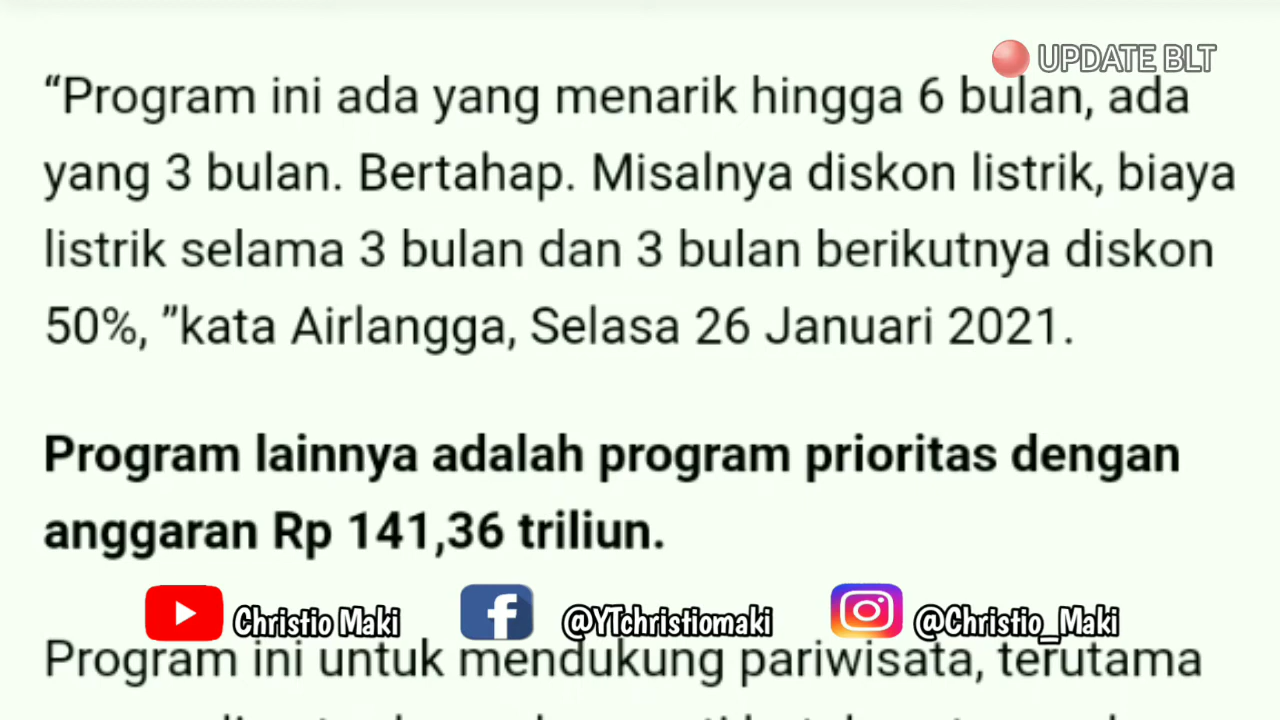 UPDATE BLT
“Program ini ada yang menarik hingga 6 bulan, ada
yang 3 bulan. Bertahap. Misalnya diskon listrik, biaya
listrik selama 3 bulan dan 3 bulan berikutnya diskon
50%, ”kata Airlangga, Selasa 26 Januari 2021.
Program lainnya adalah program prioritas dengan
anggaran Rp 141,36 triliun.
Christio Maki @YTchristiomaki @Christio_Maki
Program ini untuk mendukung pariwisata, terutama